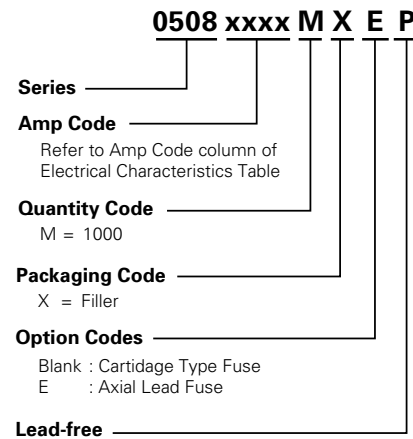 0508 xxxx M X E P
Series
Amp Code
Refer to Amp Code column of
Electrical Characteristics Table
Quantity Code
M = 1000
Packaging Code
X = Filler
Option Codes
Blank : Cartidage Type Fuse
E : Axial Lead Fuse
Lead-free